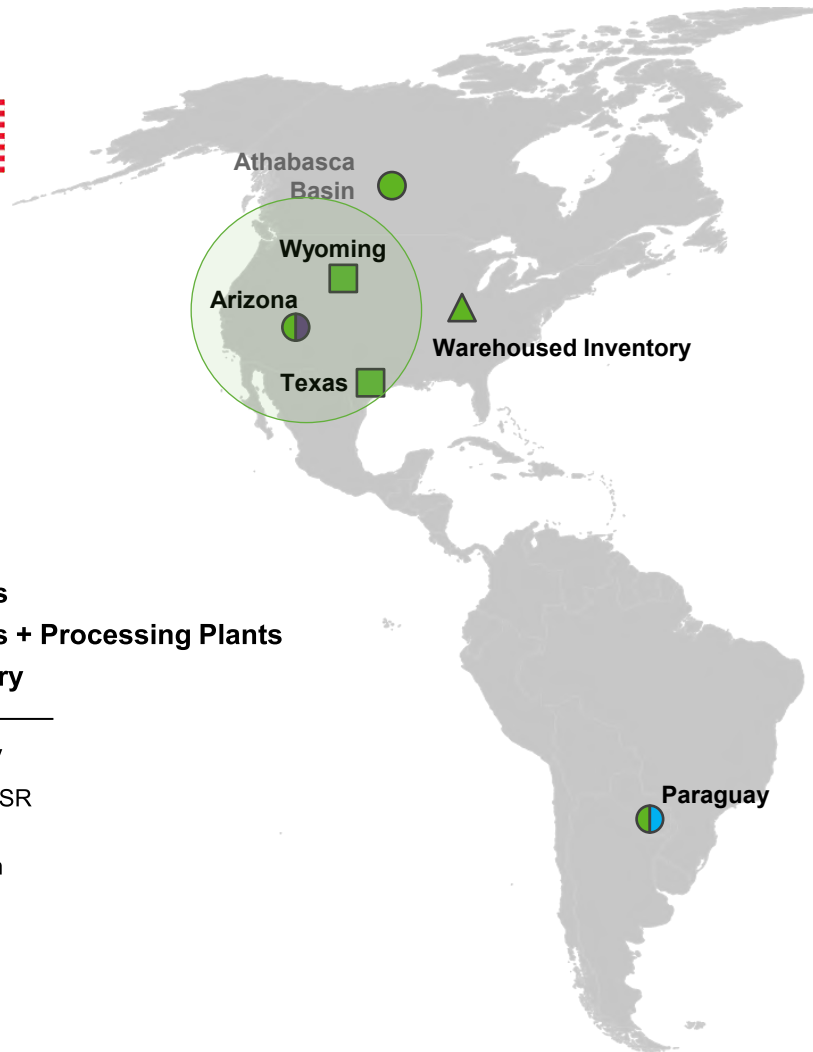 Athabasca
Basin
Wyoming
Arizona
Warehoused Inventory
Texas
s
s + Processing Plants
ry
SR
Paraguay